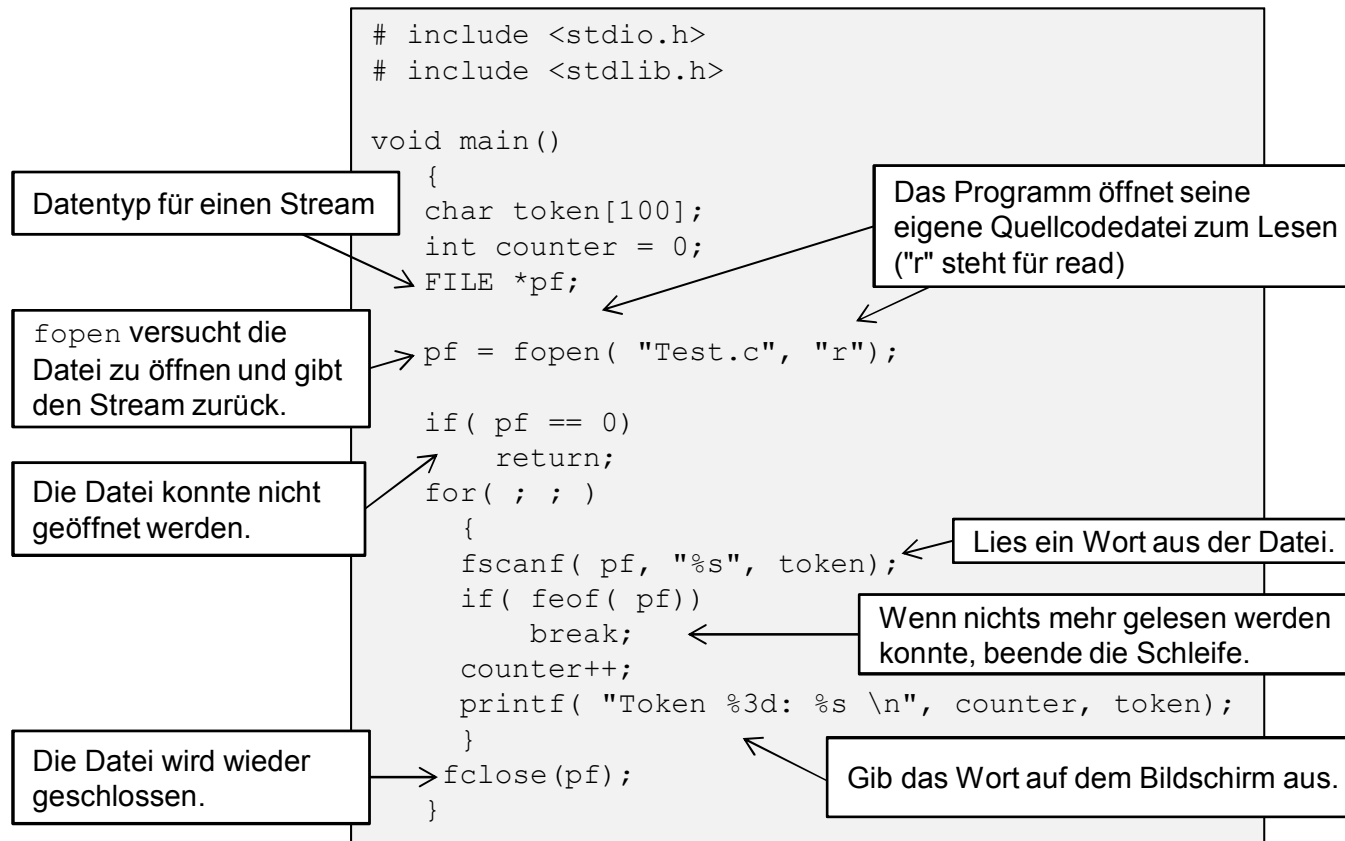 # include <stdio.h>
# include <stdlib.h>
void main()
{
Datentyp für einen Stream
char token[100];
int counter = 0;
FILE *pf;
Das Programm öffnet seine
eigene Quellcodedatei zum Lesen
("r" steht für read)
fopen versucht die
Datei zu öffnen und gibt
den Stream zurück.
pf = fopen( "Test.c", "r");
if( pf == 0)
return;
Die Datei konnte nicht
geöffnet werden.
for( ; ; )
{
fscanf( pf, "%s", token);
Lies ein Wort aus der Datei.
if( feof( pf))
break;
Wenn nichts mehr gelesen werden
konnte, beende die Schleife.
counter++;
printf( "Token %3d: %s \n", counter, token);
}
Gib das Wort auf dem Bildschirm aus.
Die Datei wird wieder
geschlossen.
fclose(pf);
}